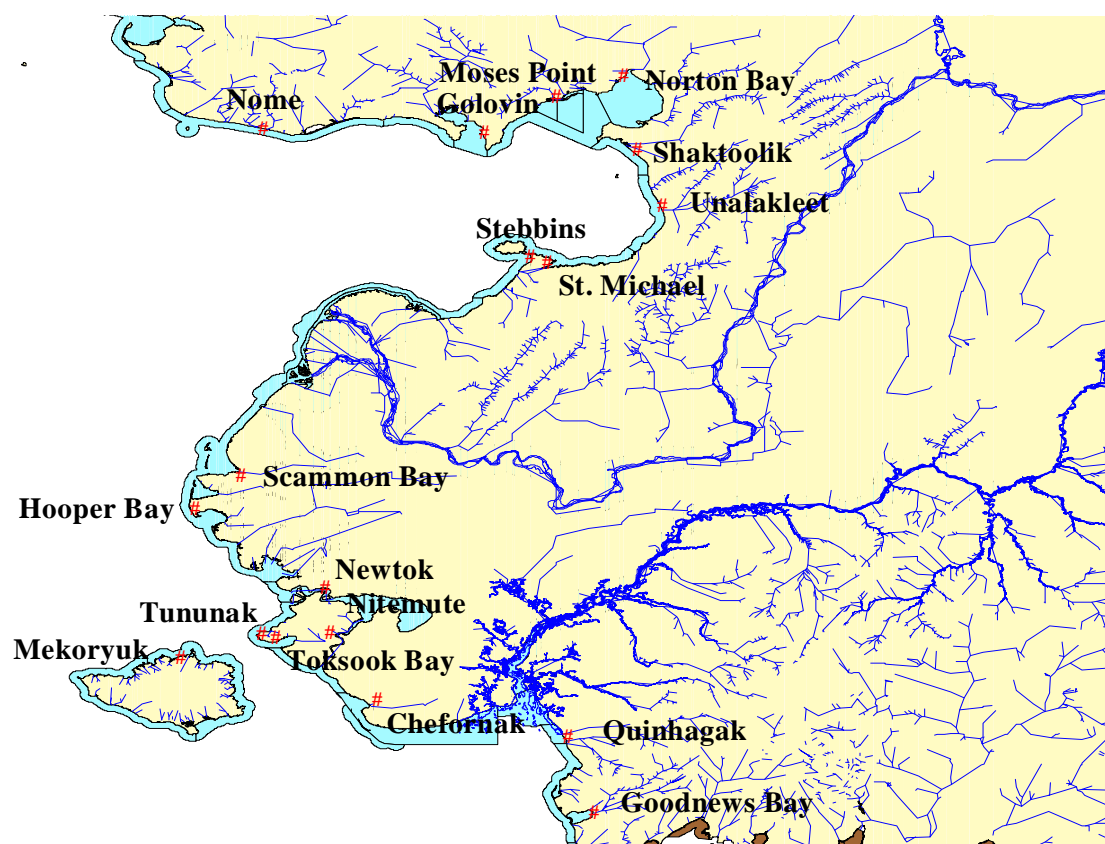 Moses Point
Norton Bay
Nome
Golovin
Shaktoolik
Unalakleet
Stebbins
St. Michael
Scammon Bay
Hooper Bay
Newtok
Nitemute
Tununak
Mekoryuk
Toksook Bay
Chefornak
Quinhagak
Goodnews Bay